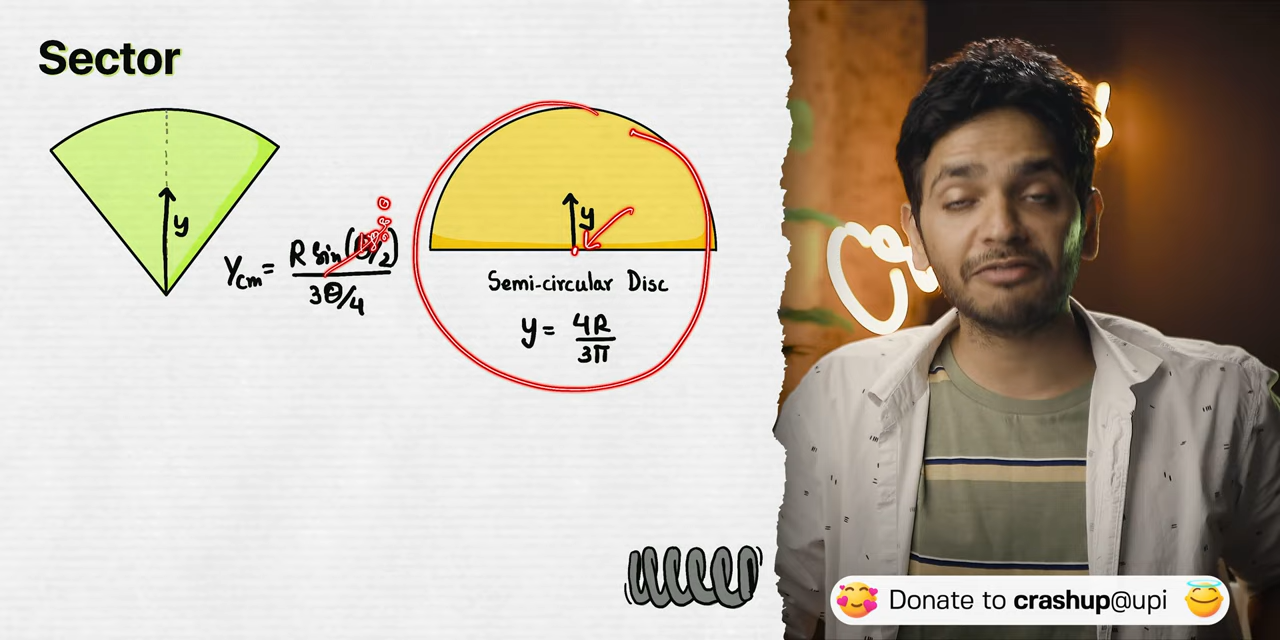 Sector
y
Ycm = R sin(θ/2)
3θ/4
y
Semi-circular Disc
y = 4R
3π
Donate to crashup@upi